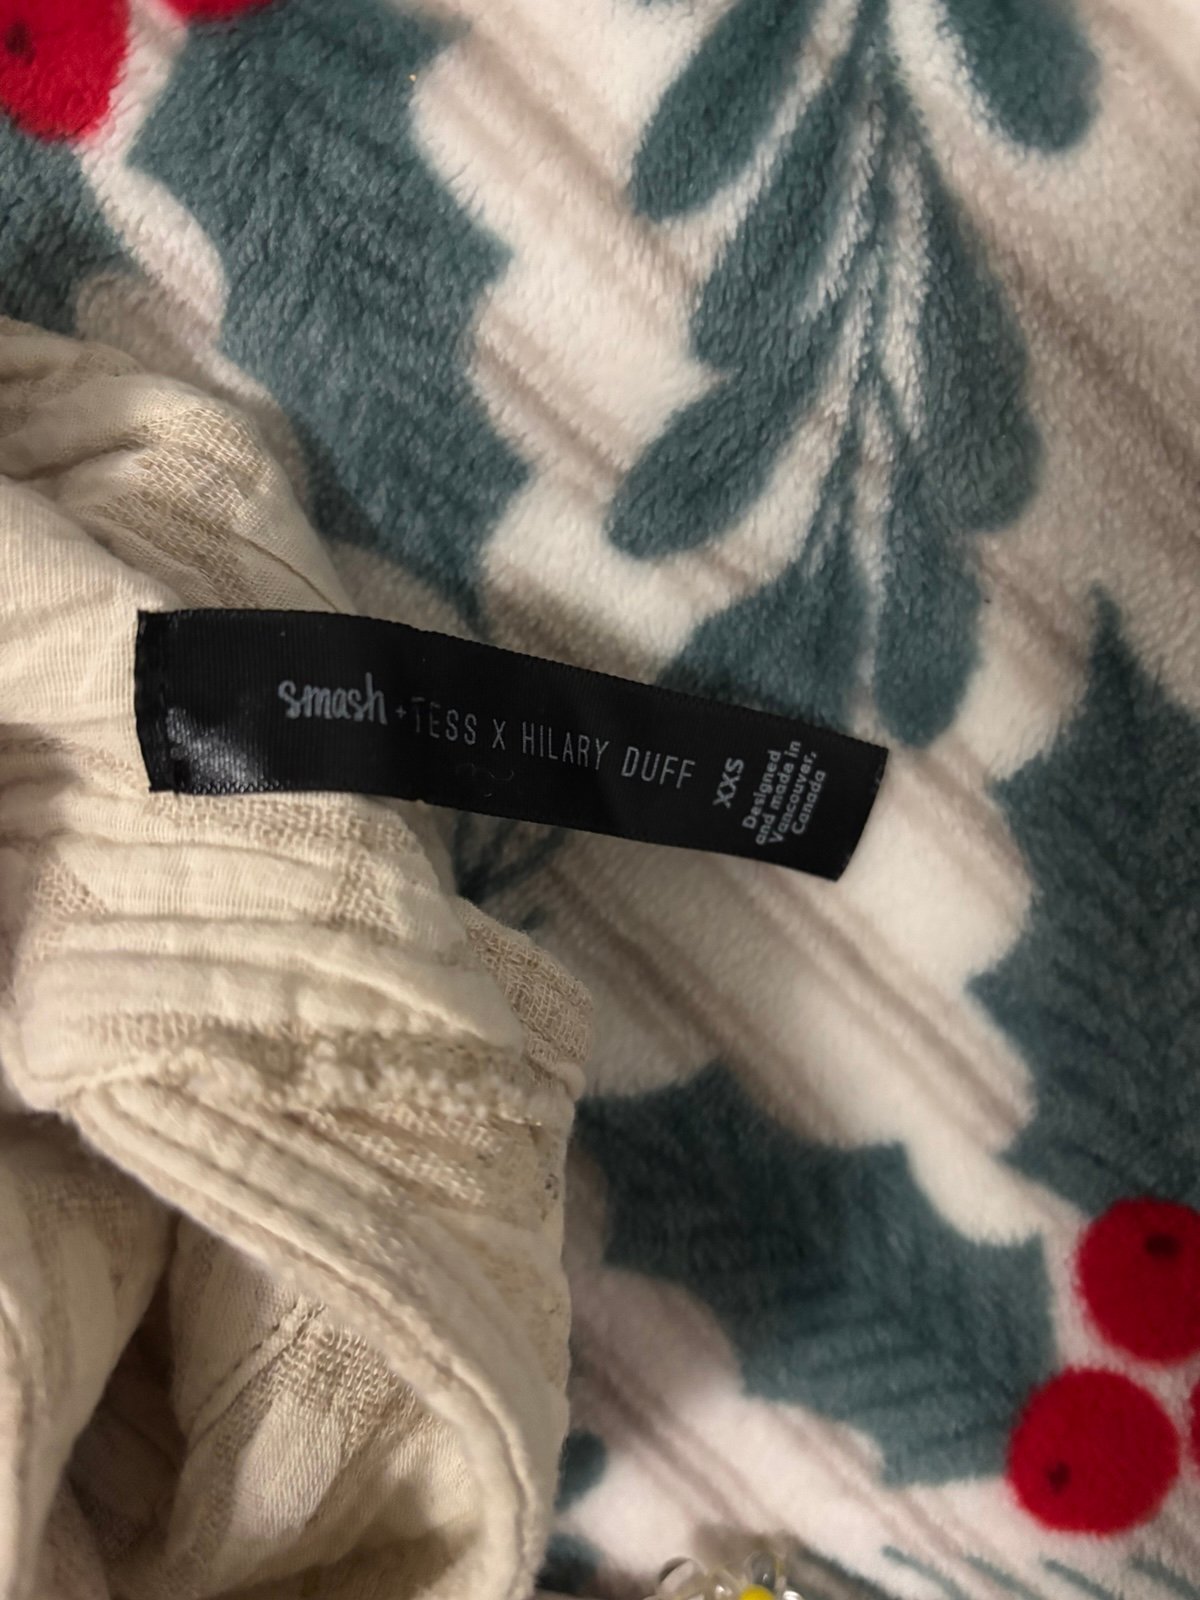 smash + TESS X HILARY DUFF
XXS
Designed
and made in
Vancouver,
Canada